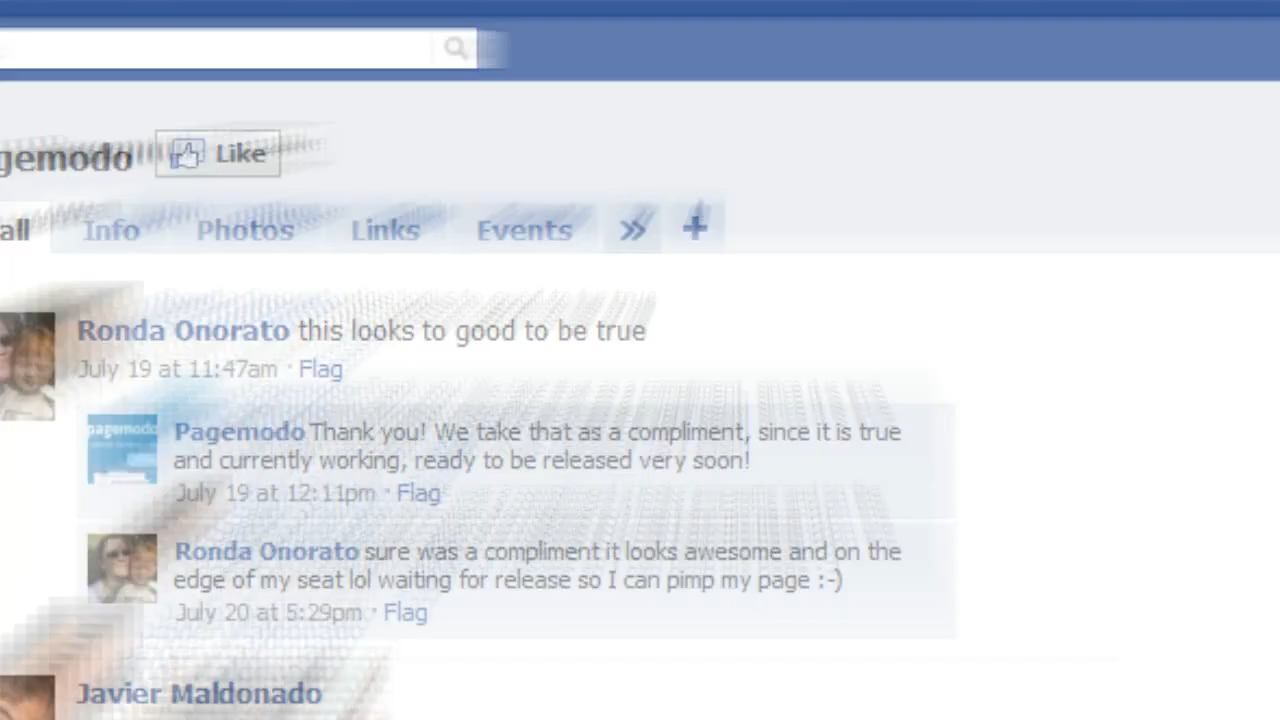 gemodo Like
all Info Photos Links Events » +
Ronda Onorato this looks to good to be true
July 19 at 11:47am · Flag
pagemodo
Pagemodo Thank you! We take that as a compliment, since it is true
and currently working, ready to be released very soon!
July 19 at 12:11pm · Flag
Ronda Onorato sure was a compliment it looks awesome and on the
edge of my seat lol waiting for release so I can pimp my page :-)
July 20 at 5:29pm · Flag
Javier Maldonado